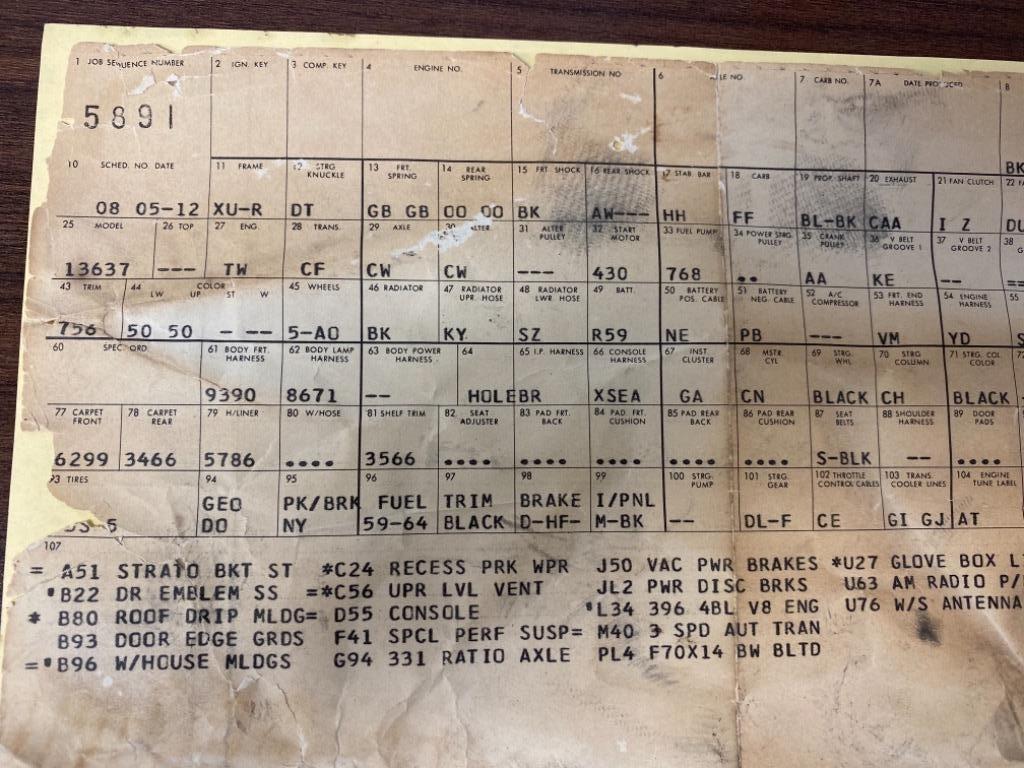 1 JOB SEQUENCE NUMBER 2 IGN. KEY 3 COMP. KEY 4 ENGINE NO. 5 TRANSMISSION NO 6 LE NO. 7 CARB NO. 7A DATE PRODUCED 8
5891
10 SCHED. NO. DATE 11 FRAME 12 STRG KNUCKLE 13 FRT. SPRING 14 REAR SPRING 15 FRT SHOCK 16 REAR SHOCK 17 STAB. BAR 18 CARB 19 PROP. SHAFT 20 EXHAUST 21 FAN CLUTCH 22 FA
BK
08 05-12 XU-R DT GB GB 00 00 BK AW--- HH FF BL-BK CAA I Z DU
25 MODEL 26 TOP 27 ENG. 28 TRANS. 29 AXLE 30 ALTER. 31 ALTER PULLEY 32 START MOTOR 33 FUEL PUMP 34 POWER STRG PULLEY 35 CRANK PULLEY 36 V BELT GROOVE 1 37 V BELT GROOVE 2 38
13637 --- TW CF CW CW --- 430 768 •• AA KE --
43 TRIM 44 COLOR LW UP ST W 45 WHEELS 46 RADIATOR 47 RADIATOR UPR. HOSE 48 RADIATOR LWR. HOSE 49 BATT. 50 BATTERY POS. CABLE 51 BATTERY NEG. CABLE 52 A/C COMPRESSOR 53 FRT. END HARNESS 54 ENGINE HARNESS 55
756 50 50 - -- 5-AO BK KY SZ R59 NE PB --- VM YD S
60 SPEC. ORD 61 BODY FRT. HARNESS 62 BODY LAMP HARNESS 63 BODY POWER HARNESS 64 65 I.P. HARNESS 66 CONSOLE HARNESS 67 INST. CLUSTER 68 MSTR. CYL 69 STRG. WHL 70 STRG COLUMN 71 STRG. COL. COLOR 72
9390 8671 -- HOLEBR XSEA GA CN BLACK CH BLACK -
77 CARPET FRONT 78 CARPET REAR 79 H/LINER 80 W/HOSE 81 SHELF TRIM 82 SEAT ADJUSTER 83 PAD FRT. BACK 84 PAD. FRT. CUSHION 85 PAD REAR BACK 86 PAD REAR CUSHION 87 SEAT BELTS 88 SHOULDER HARNESS 89 DOOR PADS
6299 3466 5786 •••• 3566 •••• •••• •••• •••• •••• S-BLK -- ••••
93 TIRES 94 95 96 97 98 99 100 STRG. PUMP 101 STRG. GEAR 102 THROTTLE CONTROL CABLES 103 TRANS. COOLER LINES 104 ENGINE TUNE LABEL
GEO PK/BRK FUEL TRIM BRAKE I/PNL
5 DO NY 59-64 BLACK D-HF- M-BK -- DL-F CE GI GJ AT
107
= A51 STRATO BKT ST *C24 RECESS PRK WPR J50 VAC PWR BRAKES *U27 GLOVE BOX L
*B22 DR EMBLEM SS =*C56 UPR LVL VENT JL2 PWR DISC BRKS U63 AM RADIO P/
* B80 ROOF DRIP MLDG= D55 CONSOLE *L34 396 4BL V8 ENG U76 W/S ANTENNA
B93 DOOR EDGE GRDS F41 SPCL PERF SUSP= M40 3 SPD AUT TRAN
=*B96 W/HOUSE MLDGS G94 331 RATIO AXLE PL4 F70X14 BW BLTD